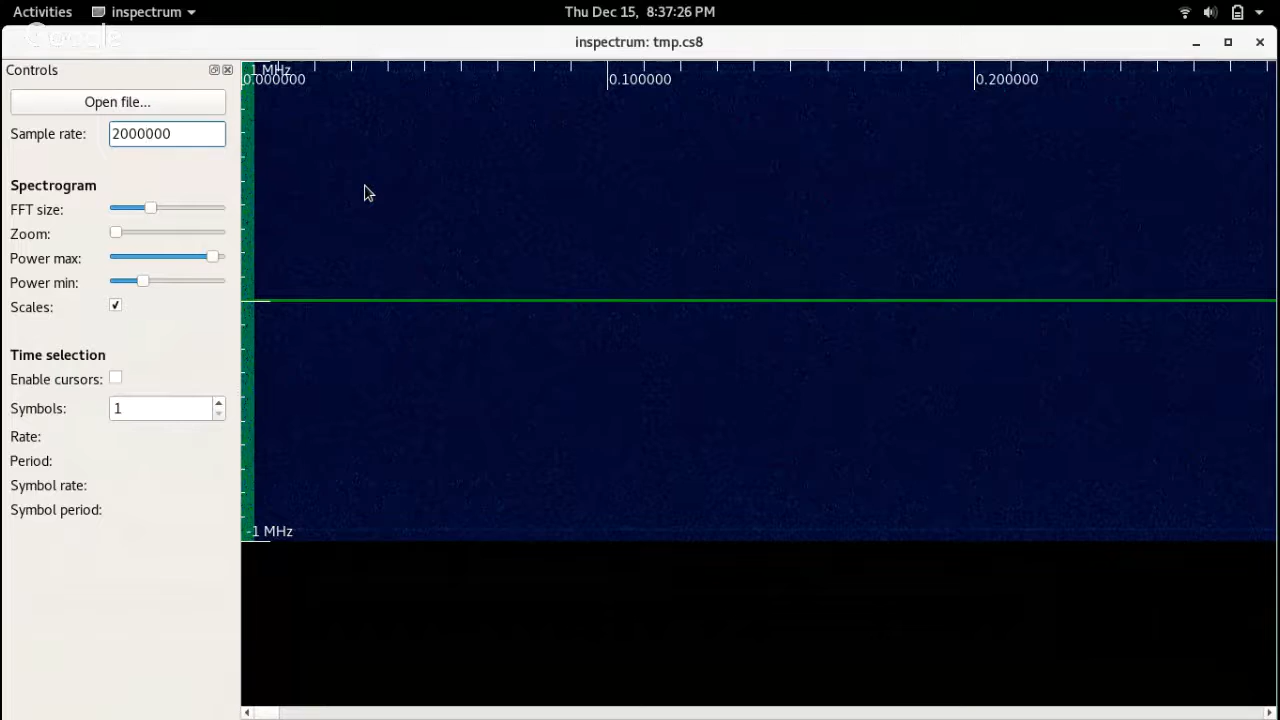 Activities inspectrum Thu Dec 15, 8:37:26 PM
Google
inspectrum: tmp.cs8
Controls
Open file...
Sample rate: 2000000
Spectrogram
FFT size:
Zoom:
Power max:
Power min:
Scales:
Time selection
Enable cursors:
Symbols: 1
Rate:
Period:
Symbol rate:
Symbol period:
1 MHz
0.000000 0.100000 0.200000
-1 MHz